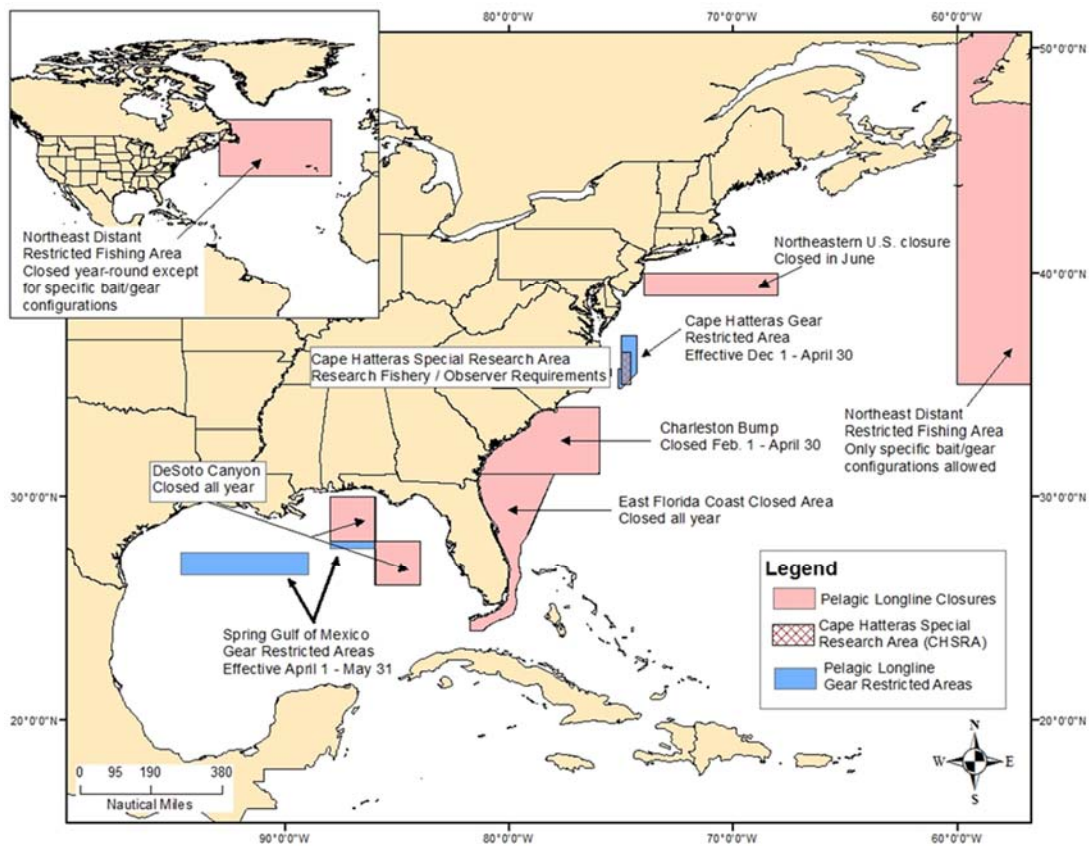 80°0'0"W
70°0'0"W
60°0'0"W
50°0'0"N
40°0'0"N
30°0'0"N
20°0'0"N
30°0'0"N
20°0'0"N
90°0'0"W
80°0'0"W
70°0'0"W
60°0'0"W
Northeast Distant
Restricted Fishing Area
Closed year-round except
for specific bait/gear
configurations
Northeastern U.S. closure
Closed in June
Cape Hatteras Gear
Restricted Area
Effective Dec 1 - April 30
Cape Hatteras Special Research Area
Research Fishery / Observer Requirements
Northeast Distant
Restricted Fishing Area
Only specific bait/gear
configurations allowed
Charleston Bump
Closed Feb. 1 - April 30
DeSoto Canyon
Closed all year
East Florida Coast Closed Area
Closed all year
Spring Gulf of Mexico
Gear Restricted Areas
Effective April 1 - May 31
Legend
Pelagic Longline Closures
Cape Hatteras Special
Research Area (CHSRA)
Pelagic Longline
Gear Restricted Areas
0 95 190 380
Nautical Miles
N
W E
S